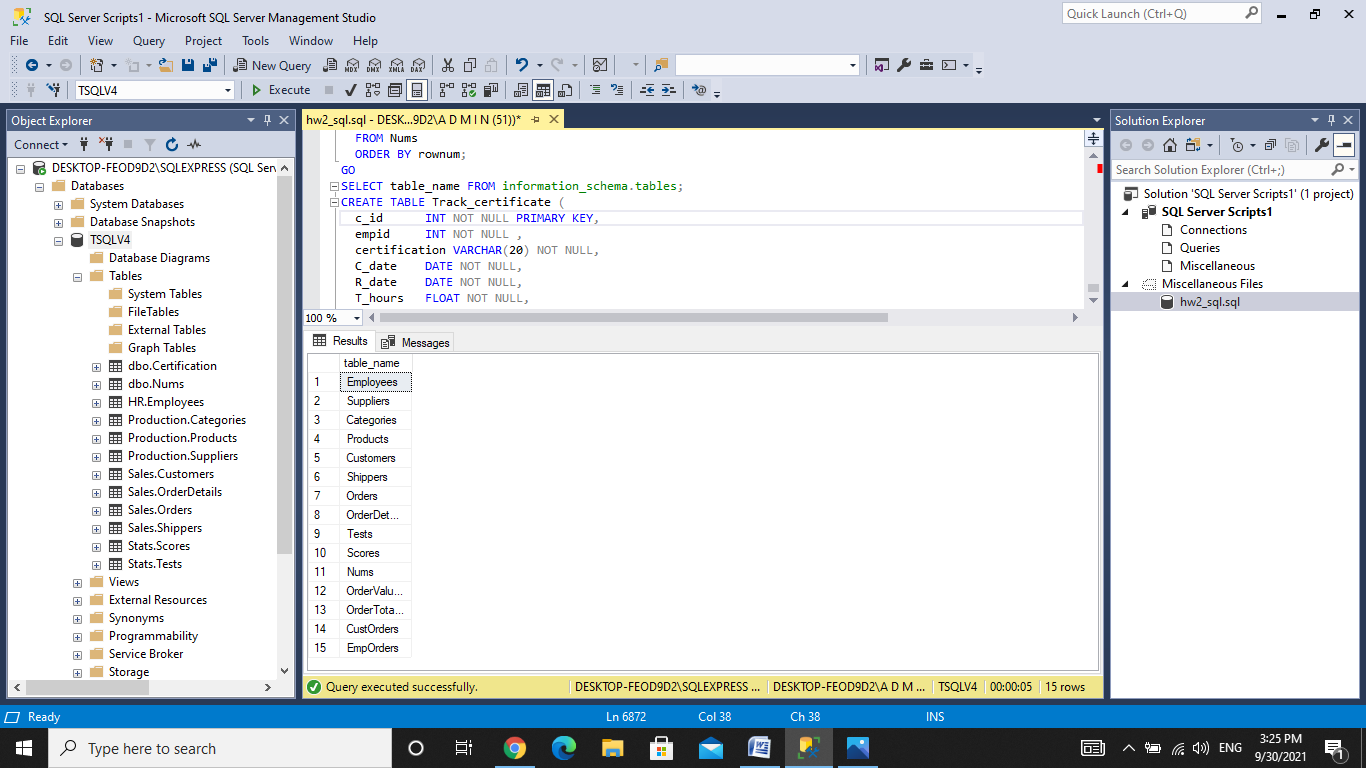 SQL Server Scripts1 - Microsoft SQL Server Management Studio
Quick Launch (Ctrl+Q)
File Edit View Query Project Tools Window Help
New Query MDX DMX XMLA DAX
TSQLV4 Execute
Object Explorer
Connect
DESKTOP-FEOD9D2\SQLEXPRESS (SQL Ser
Databases
System Databases
Database Snapshots
TSQLV4
Database Diagrams
Tables
System Tables
FileTables
External Tables
Graph Tables
dbo.Certification
dbo.Nums
HR.Employees
Production.Categories
Production.Products
Production.Suppliers
Sales.Customers
Sales.OrderDetails
Sales.Orders
Sales.Shippers
Stats.Scores
Stats.Tests
Views
External Resources
Synonyms
Programmability
Service Broker
Storage
hw2_sql.sql - DESK...9D2\A D M I N (51))*
FROM Nums
ORDER BY rownum;
GO
SELECT table_name FROM information_schema.tables;
CREATE TABLE Track_certificate (
c_id INT NOT NULL PRIMARY KEY,
empid INT NOT NULL ,
certification VARCHAR(20) NOT NULL,
C_date DATE NOT NULL,
R_date DATE NOT NULL,
T_hours FLOAT NOT NULL,
100 %
Results Messages
table_name
1 Employees
2 Suppliers
3 Categories
4 Products
5 Customers
6 Shippers
7 Orders
8 OrderDet...
9 Tests
10 Scores
11 Nums
12 OrderValu...
13 OrderTota...
14 CustOrders
15 EmpOrders
Query executed successfully. DESKTOP-FEOD9D2\SQLEXPRESS ... DESKTOP-FEOD9D2\A D M ... TSQLV4 00:00:05 15 rows
Solution Explorer
Search Solution Explorer (Ctrl+;)
Solution 'SQL Server Scripts1' (1 project)
SQL Server Scripts1
Connections
Queries
Miscellaneous
Miscellaneous Files
hw2_sql.sql
Ready Ln 6872 Col 38 Ch 38 INS
Type here to search
ENG
3:25 PM
9/30/2021
1